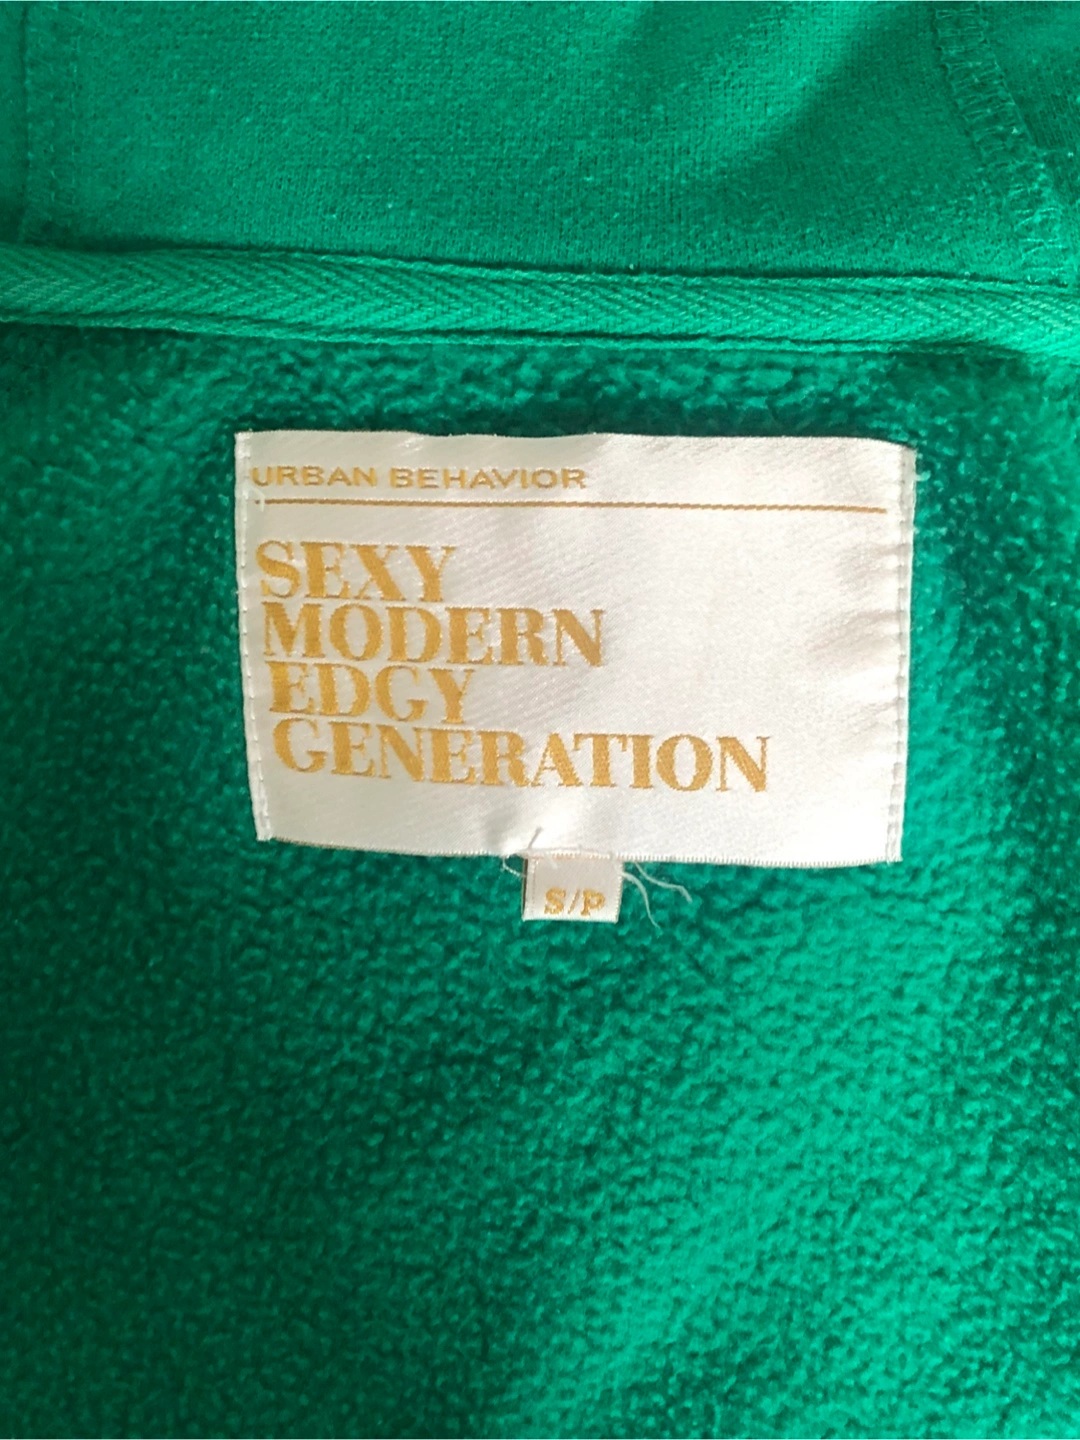 URBAN BEHAVIOR
SEXY
MODERN
EDGY
GENERATION
S/P